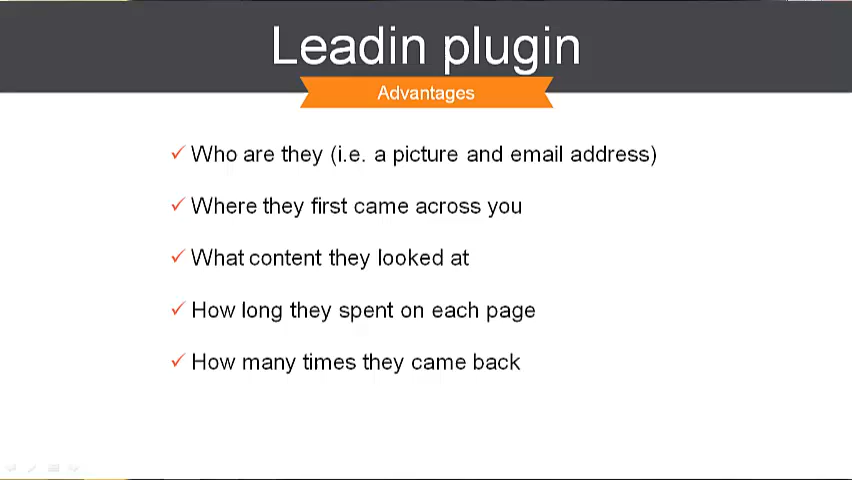 Leadin plugin
Advantages
Who are they (i.e. a picture and email address)
Where they first came across you
What content they looked at
How long they spent on each page
How many times they came back